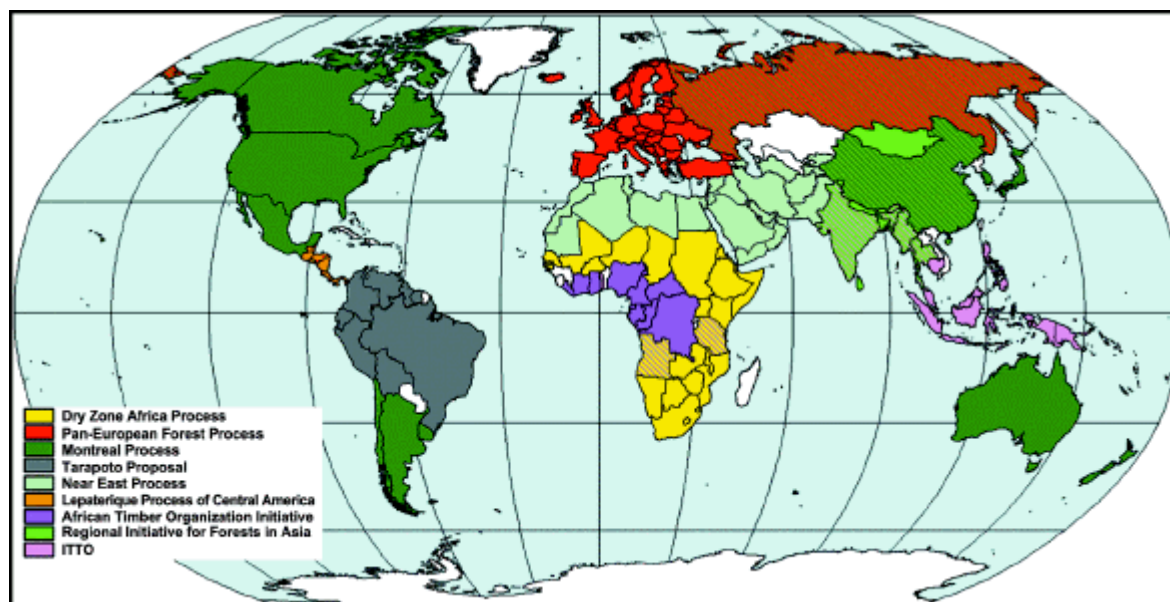 Dry Zone Africa Process
Pan-European Forest Process
Montreal Process
Tarapoto Proposal
Near East Process
Lepaterique Process of Central America
African Timber Organization Initiative
Regional Initiative for Forests in Asia
ITTO